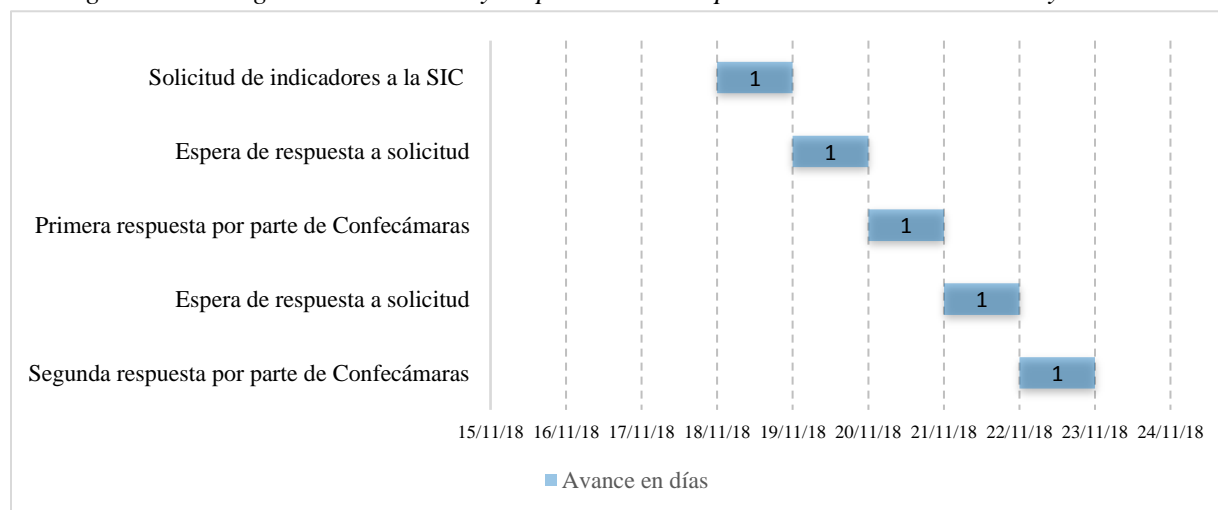 Solicitud de indicadores a la SIC
1
Espera de respuesta a solicitud
1
Primera respuesta por parte de Confecámaras
1
Espera de respuesta a solicitud
1
Segunda respuesta por parte de Confecámaras
1
15/11/18 16/11/18 17/11/18 18/11/18 19/11/18 20/11/18 21/11/18 22/11/18 23/11/18 24/11/18
Avance en días